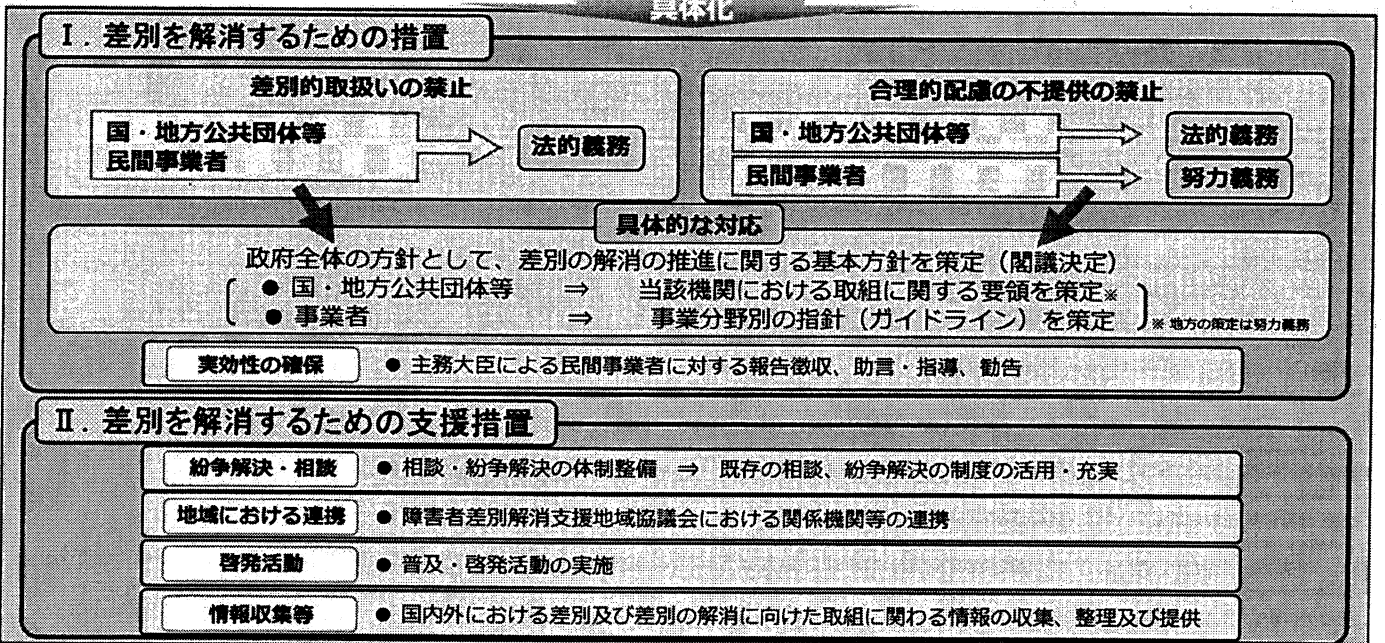 具体化
Ⅰ. 差別を解消するための措置
差別的取扱いの禁止
国・地方公共団体等
民間事業者
法的義務
合理的配慮の不提供の禁止
国・地方公共団体等
法的義務
民間事業者
努力義務
具体的な対応
政府全体の方針として、差別の解消の推進に関する基本方針を策定（閣議決定）
● 国・地方公共団体等 ⇒ 当該機関における取組に関する要領を策定※
● 事業者 ⇒ 事業分野別の指針（ガイドライン）を策定
※ 地方の策定は努力義務
実効性の確保 ● 主務大臣による民間事業者に対する報告徴収、助言・指導、勧告
Ⅱ. 差別を解消するための支援措置
紛争解決・相談 ● 相談・紛争解決の体制整備 ⇒ 既存の相談、紛争解決の制度の活用・充実
地域における連携 ● 障害者差別解消支援地域協議会における関係機関等の連携
啓発活動 ● 普及・啓発活動の実施
情報収集等 ● 国内外における差別及び差別の解消に向けた取組に関わる情報の収集、整理及び提供